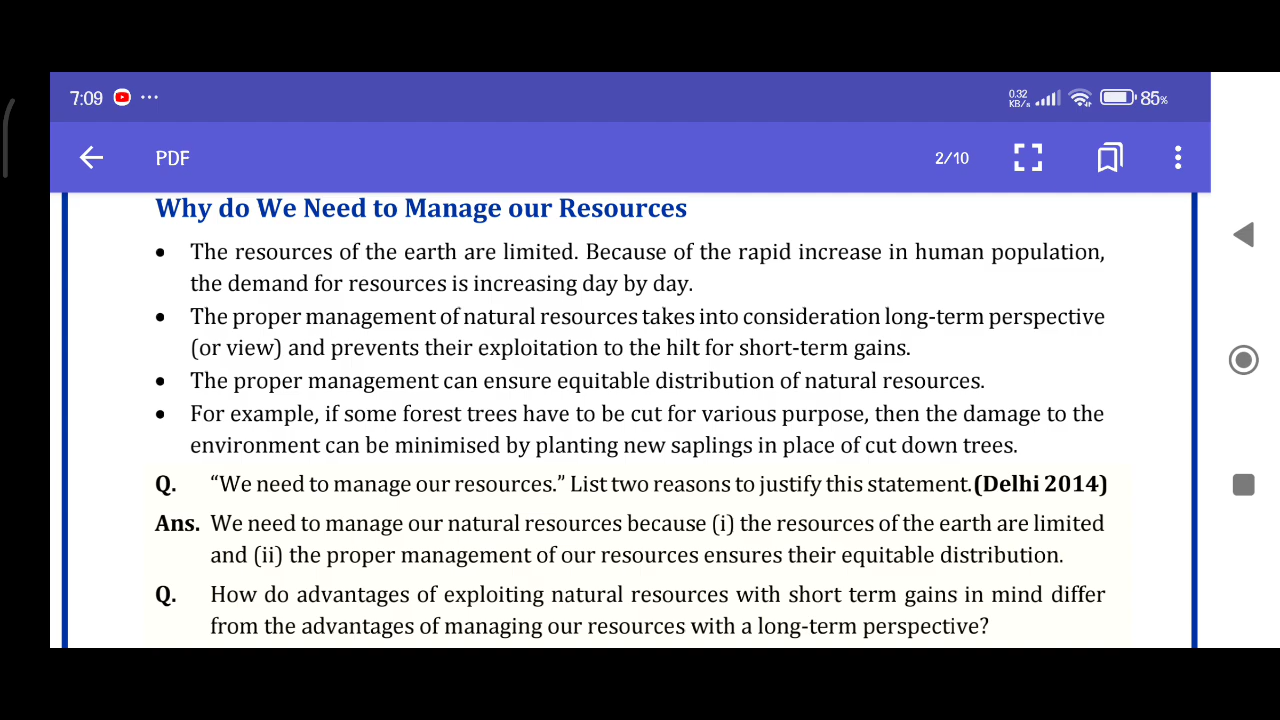 7:09 ... 0.32 KB/s 85%
PDF 2/10
Why do We Need to Manage our Resources
• The resources of the earth are limited. Because of the rapid increase in human population,
the demand for resources is increasing day by day.
• The proper management of natural resources takes into consideration long-term perspective
(or view) and prevents their exploitation to the hilt for short-term gains.
• The proper management can ensure equitable distribution of natural resources.
• For example, if some forest trees have to be cut for various purpose, then the damage to the
environment can be minimised by planting new saplings in place of cut down trees.
Q. “We need to manage our resources.” List two reasons to justify this statement. (Delhi 2014)
Ans. We need to manage our natural resources because (i) the resources of the earth are limited
and (ii) the proper management of our resources ensures their equitable distribution.
Q. How do advantages of exploiting natural resources with short term gains in mind differ
from the advantages of managing our resources with a long-term perspective?